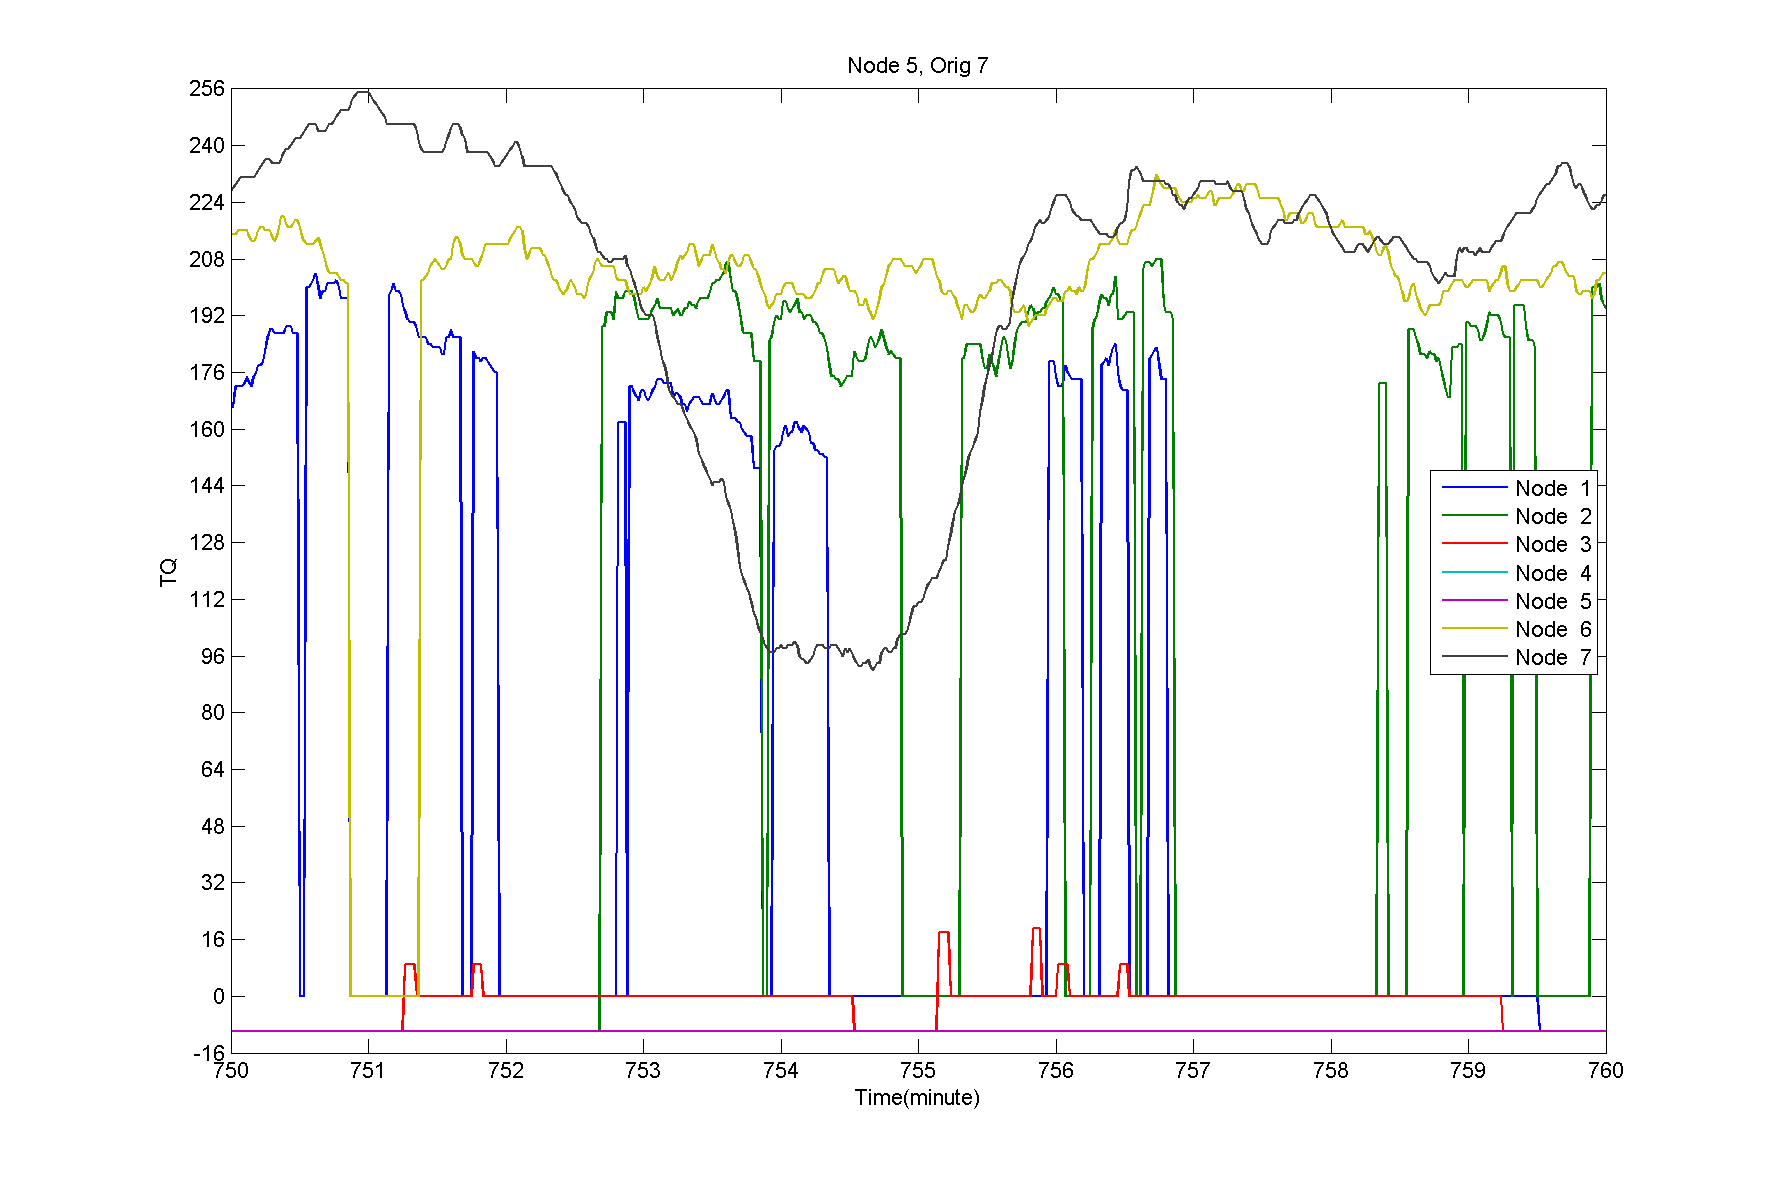 Node 5, Orig 7
256
240
224
208
192
176
160
144
128
112
96
80
64
48
32
16
0
-16
TQ
Node 1
Node 2
Node 3
Node 4
Node 5
Node 6
Node 7
750 751 752 753 754 755 756 757 758 759 760
Time(minute)